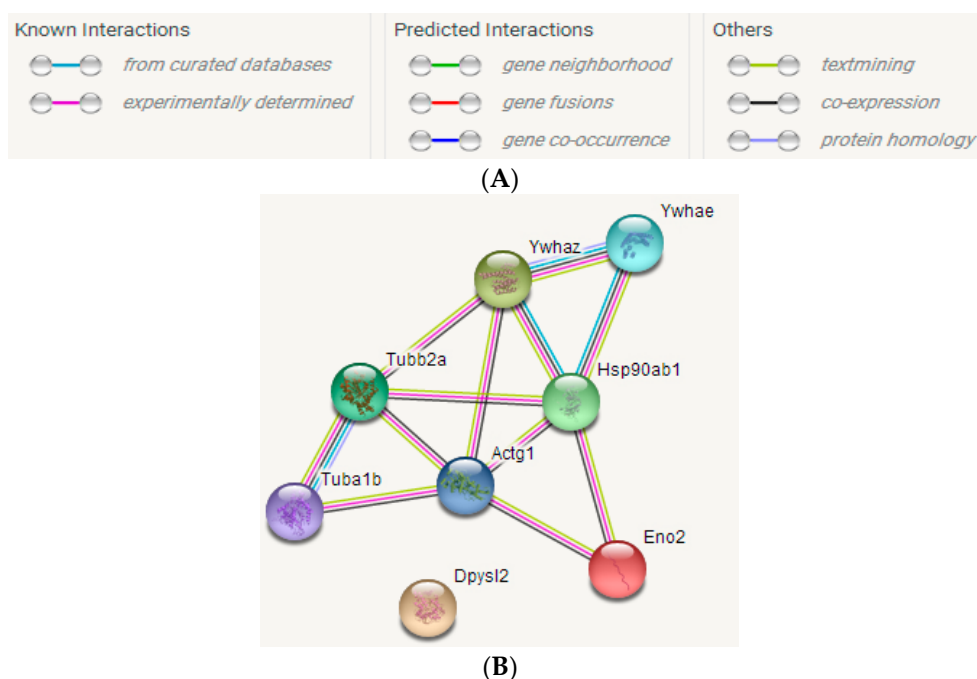 Known Interactions
from curated databases
experimentally determined
Predicted Interactions
gene neighborhood
gene fusions
gene co-occurrence
Others
textmining
co-expression
protein homology
(A)
Ywhae
Ywhaz
Tubb2a
Hsp90ab1
Actg1
Tuba1b
Eno2
Dpysl2
(B)